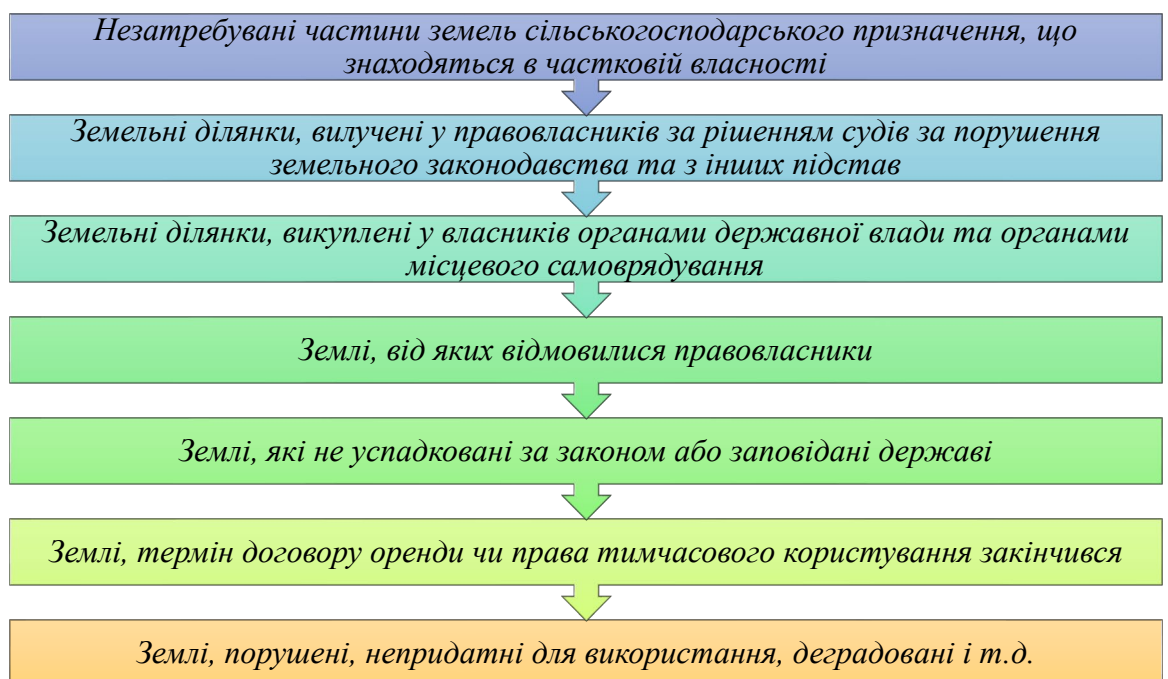 Незатребувані частини земель сільськогосподарського призначення, що
знаходяться в частковій власності
Земельні ділянки, вилучені у правовласників за рішенням судів за порушення
земельного законодавства та з інших підстав
Земельні ділянки, викуплені у власників органами державної влади та органами
місцевого самоврядування
Землі, від яких відмовилися правовласники
Землі, які не успадковані за законом або заповідані державі
Землі, термін договору оренди чи права тимчасового користування закінчився
Землі, порушені, непридатні для використання, деградовані і т.д.